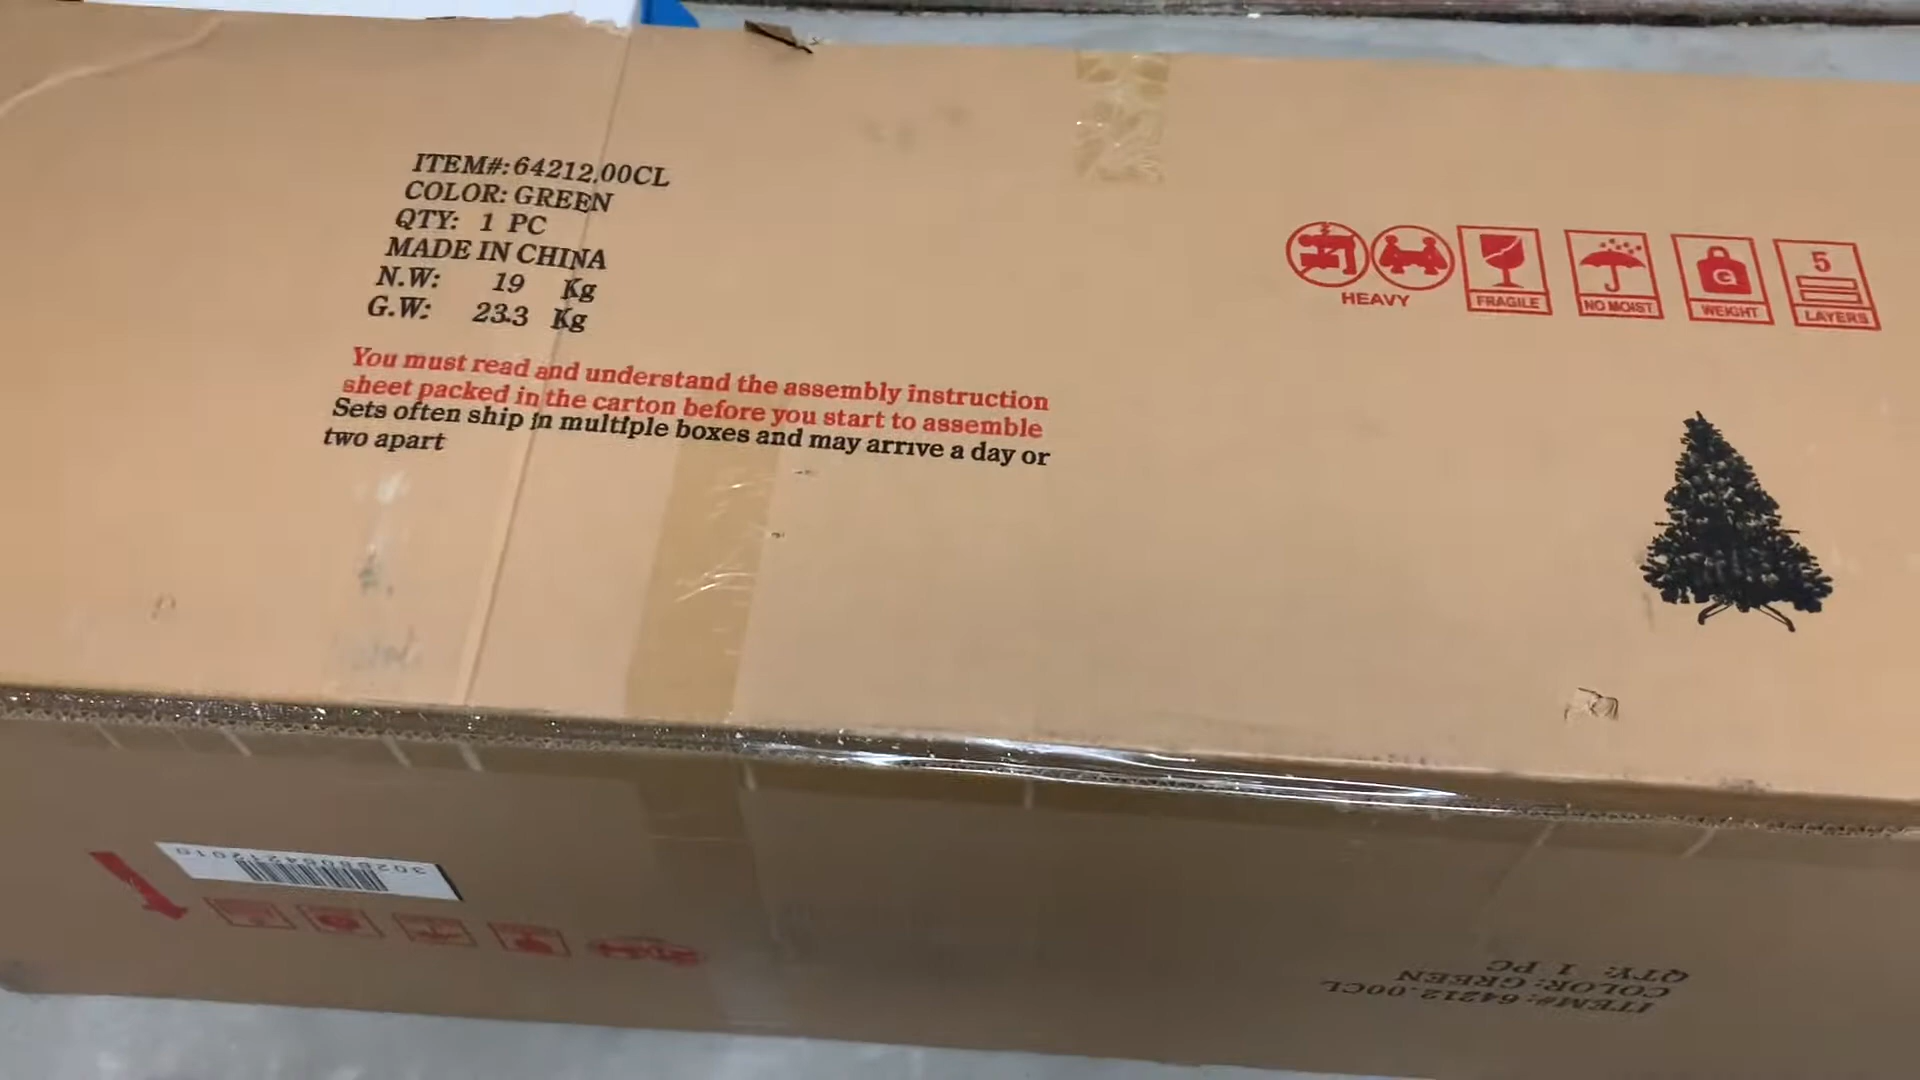 ITEM#:64212.00CL
COLOR: GREEN
QTY: 1 PC
MADE IN CHINA
N.W: 19 Kg
G.W: 23.3 Kg
You must read and understand the assembly instruction
sheet packed in the carton before you start to assemble
Sets often ship in multiple boxes and may arrive a day or
two apart
HEAVY
FRAGILE
NO MOIST
G
WEIGHT
5
LAYERS
ITEM#:64212.00CL
COLOR: GREEN
QTY: 1 PC